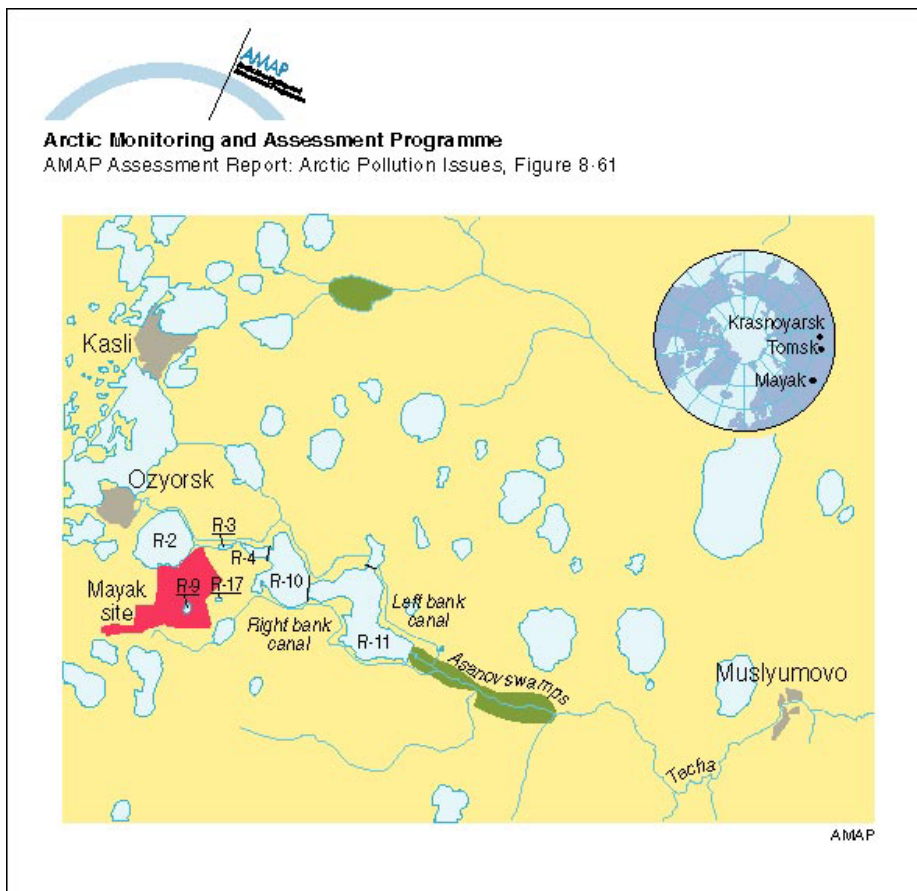 AMAP
Arctic Monitoring and Assessment Programme
AMAP Assessment Report: Arctic Pollution Issues, Figure 8·61
Krasnoyarsk
Tomsk
Mayak
Kasli
Ozyorsk
R-3
R-2
R-4
R-10
Mayak
site
R-9
R-17
Left bank
canal
Right bank
canal
R-11
Asanovswamps
Muslyumovo
Techa
AMAP